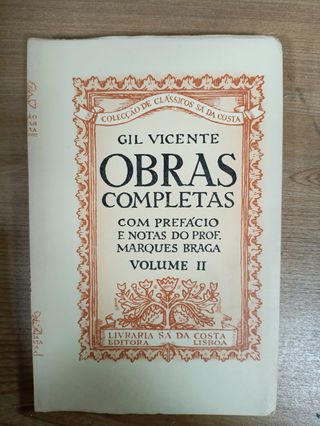 COLECÇÃO DE CLÁSSICOS SÁ DA COSTA
GIL VICENTE
OBRAS
COMPLETAS
COM PREFÁCIO
E NOTAS DO PROF.
MARQUES BRAGA
VOLUME II
LIVRARIA SÁ DA COSTA
EDITORA LISBOA